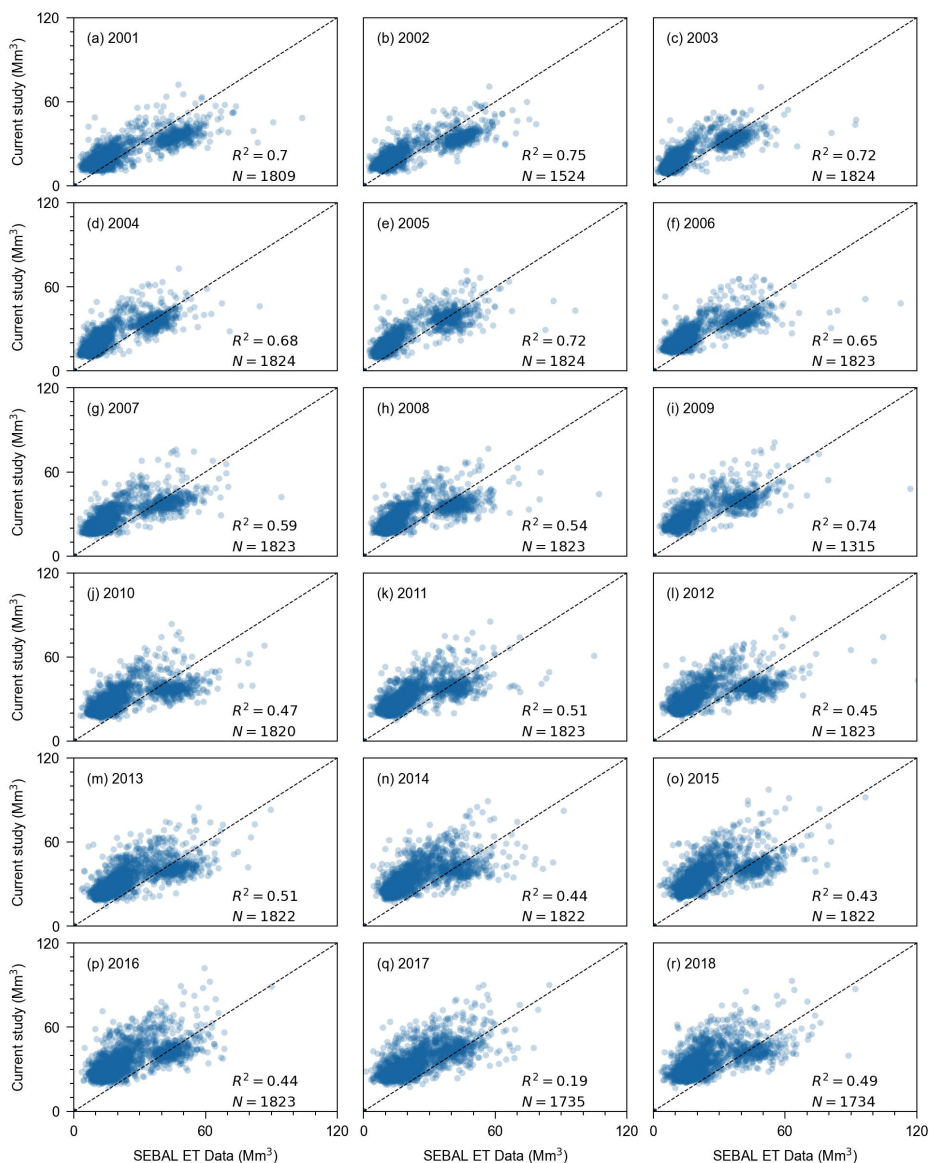 120
60
0
Current study (Mm³)
(a) 2001
R² = 0.7
N = 1809
(b) 2002
R² = 0.75
N = 1524
(c) 2003
R² = 0.72
N = 1824
120
60
0
Current study (Mm³)
(d) 2004
R² = 0.68
N = 1824
(e) 2005
R² = 0.72
N = 1824
(f) 2006
R² = 0.65
N = 1823
120
60
0
Current study (Mm³)
(g) 2007
R² = 0.59
N = 1823
(h) 2008
R² = 0.54
N = 1823
(i) 2009
R² = 0.74
N = 1315
120
60
0
Current study (Mm³)
(j) 2010
R² = 0.47
N = 1820
(k) 2011
R² = 0.51
N = 1823
(l) 2012
R² = 0.45
N = 1823
120
60
0
Current study (Mm³)
(m) 2013
R² = 0.51
N = 1822
(n) 2014
R² = 0.44
N = 1822
(o) 2015
R² = 0.43
N = 1822
120
60
0
Current study (Mm³)
(p) 2016
R² = 0.44
N = 1823
(q) 2017
R² = 0.19
N = 1735
(r) 2018
R² = 0.49
N = 1734
0 60 120
0 60 120
0 60 120
SEBAL ET Data (Mm³)
SEBAL ET Data (Mm³)
SEBAL ET Data (Mm³)